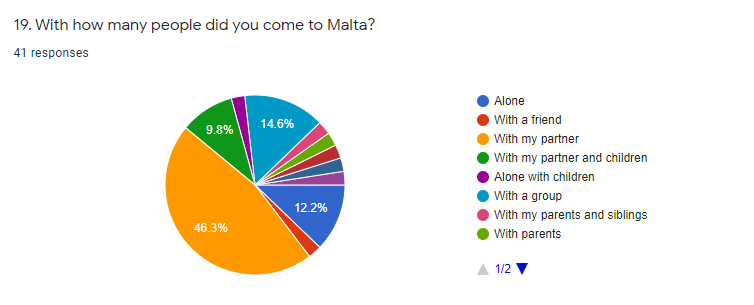 19. With how many people did you come to Malta?
41 responses
9.8%
14.6%
12.2%
46.3%
Alone
With a friend
With my partner
With my partner and children
Alone with children
With a group
With my parents and siblings
With parents
1/2